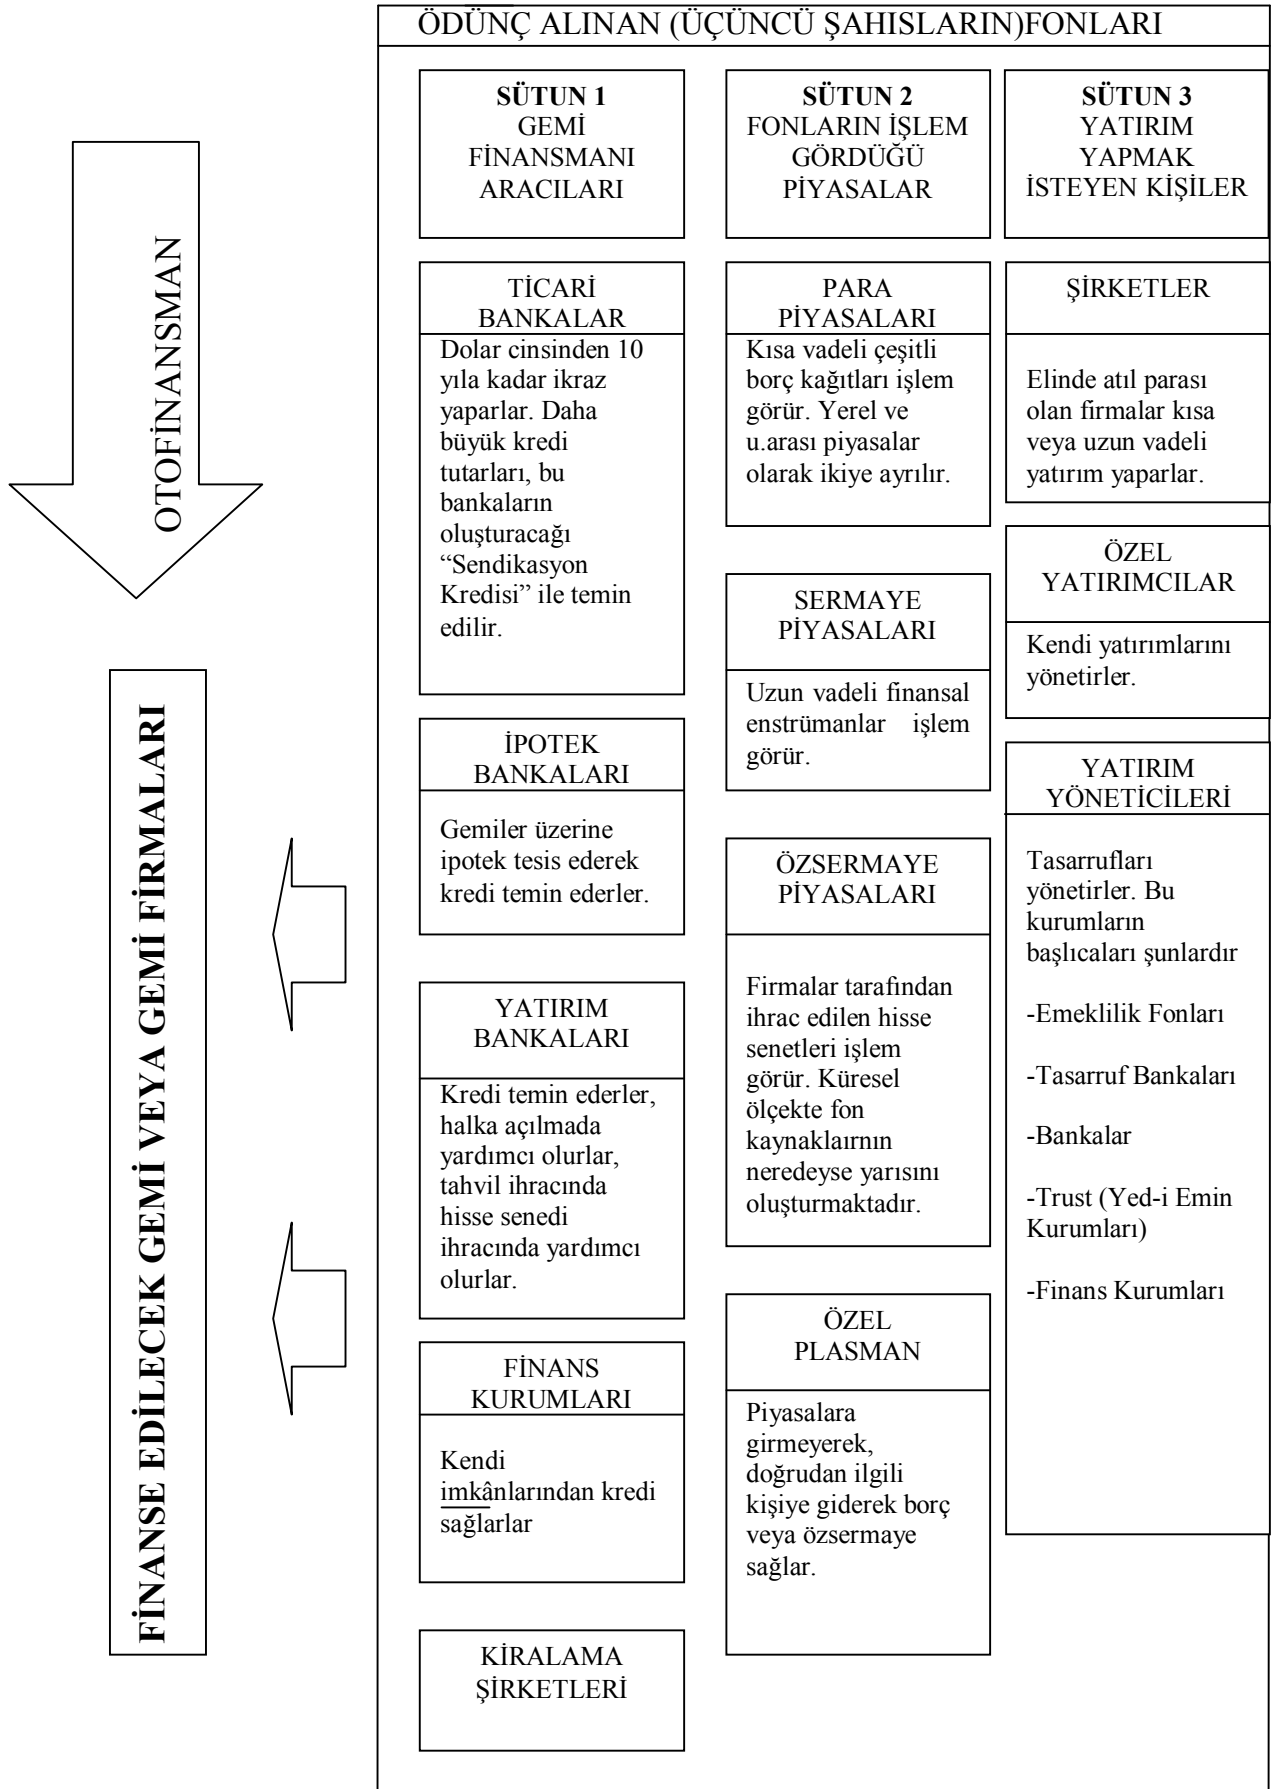 ÖDÜNÇ ALINAN (ÜÇÜNCÜ ŞAHISLARIN)FONLARI
OTOFİNANSMAN
FİNANSE EDİLECEK GEMİ VEYA GEMİ FİRMALARI
SÜTUN 1
GEMİ
FİNANSMANI
ARACILARI
TİCARİ
BANKALAR
Dolar cinsinden 10
yıla kadar ikraz
yaparlar. Daha
büyük kredi
tutarları, bu
bankaların
oluşturacağı
“Sendikasyon
Kredisi” ile temin
edilir.
İPOTEK
BANKALARI
Gemiler üzerine
ipotek tesis ederek
kredi temin ederler.
YATIRIM
BANKALARI
Kredi temin ederler,
halka açılmada
yardımcı olurlar,
tahvil ihracında
hisse senedi
ihracında yardımcı
olurlar.
FİNANS
KURUMLARI
Kendi
imkânlarından kredi
sağlarlar
KİRALAMA
ŞİRKETLERİ
SÜTUN 2
FONLARIN İŞLEM
GÖRDÜĞÜ
PİYASALAR
PARA
PİYASALARI
Kısa vadeli çeşitli
borç kağıtları işlem
görür. Yerel ve
u.arası piyasalar
olarak ikiye ayrılır.
SERMAYE
PİYASALARI
Uzun vadeli finansal
enstrümanlar işlem
görür.
ÖZSERMAYE
PİYASALARI
Firmalar tarafından
ihrac edilen hisse
senetleri işlem
görür. Küresel
ölçekte fon
kaynaklaırnın
neredeyse yarısını
oluşturmaktadır.
ÖZEL
PLASMAN
Piyasalara
girmeyerek,
doğrudan ilgili
kişiye giderek borç
veya özsermaye
sağlar.
SÜTUN 3
YATIRIM
YAPMAK
İSTEYEN KİŞİLER
ŞİRKETLER
Elinde atıl parası
olan firmalar kısa
veya uzun vadeli
yatırım yaparlar.
ÖZEL
YATIRIMCILAR
Kendi yatırımlarını
yönetirler.
YATIRIM
YÖNETİCİLERİ
Tasarrufları
yönetirler. Bu
kurumların
başlıcaları şunlardır
-Emeklilik Fonları
-Tasarruf Bankaları
-Bankalar
-Trust (Yed-i Emin
Kurumları)
-Finans Kurumları